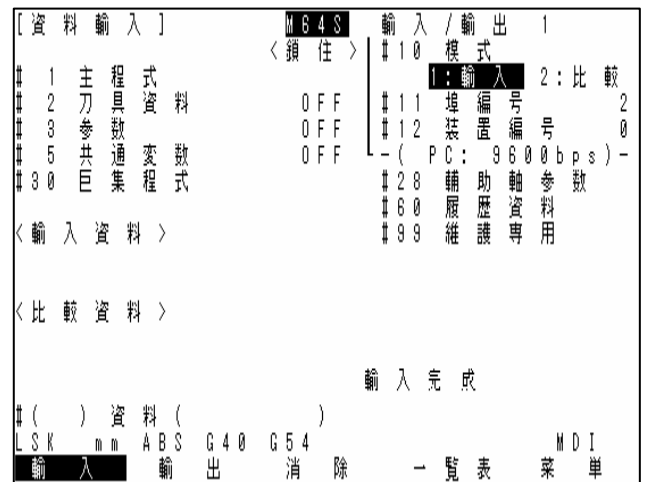 [資料輸入] M64S 輸入/輸出 1
<鎖住> #10 模式
1:輸入 2:比較
# 1 主程式
# 2 刀具資料 OFF #11 埠編号 2
# 3 参数 OFF #12 装置編号 0
# 5 共通変数 OFF -( PC: 9600bps)-
#30 巨集程式 #28 輔助軸参数
#60 履歴資料
<輸入資料> #99 維護専用
<比較資料>
輸入完成
#( ) 資料( )
LSK mm ABS G40 G54 MDI
輸入 輸出 消除 一覧表 菜単